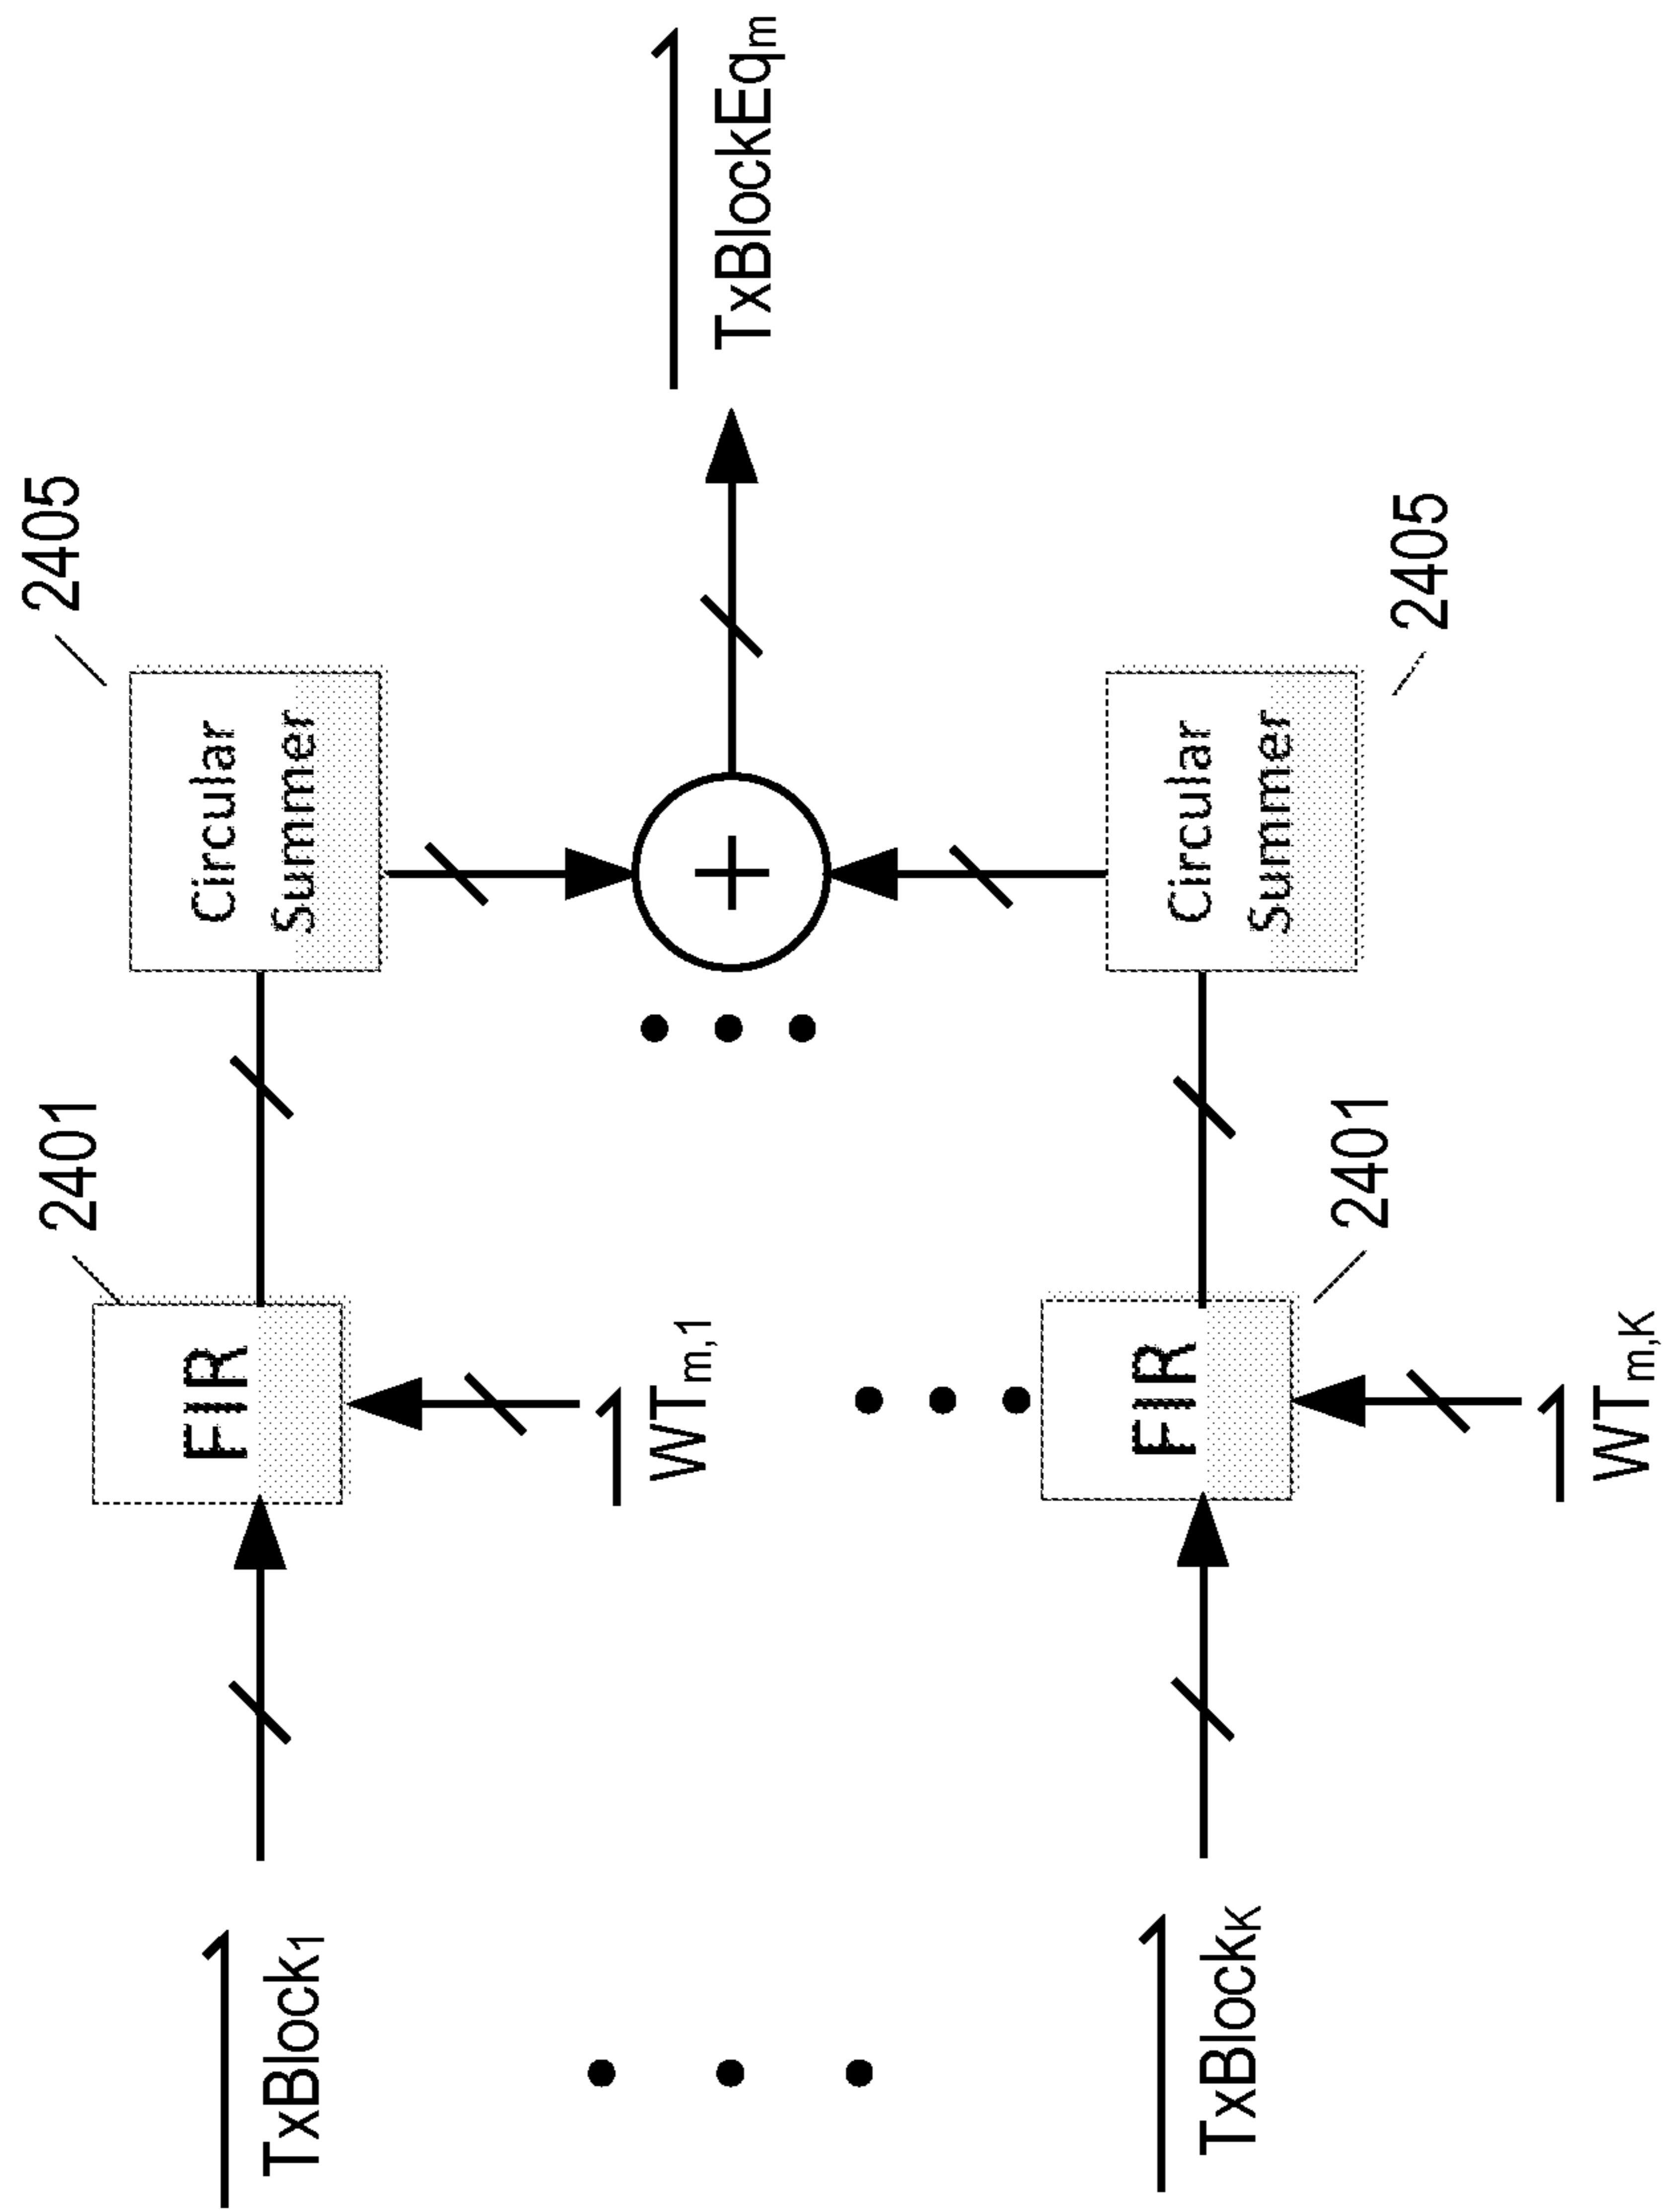 2405
2401
Circular
Summer
FIR
TxBlock1
WTm,1
+
TxBlockEqm
Circular
Summer
2405
FIR
2401
TxBlockK
WTm,K